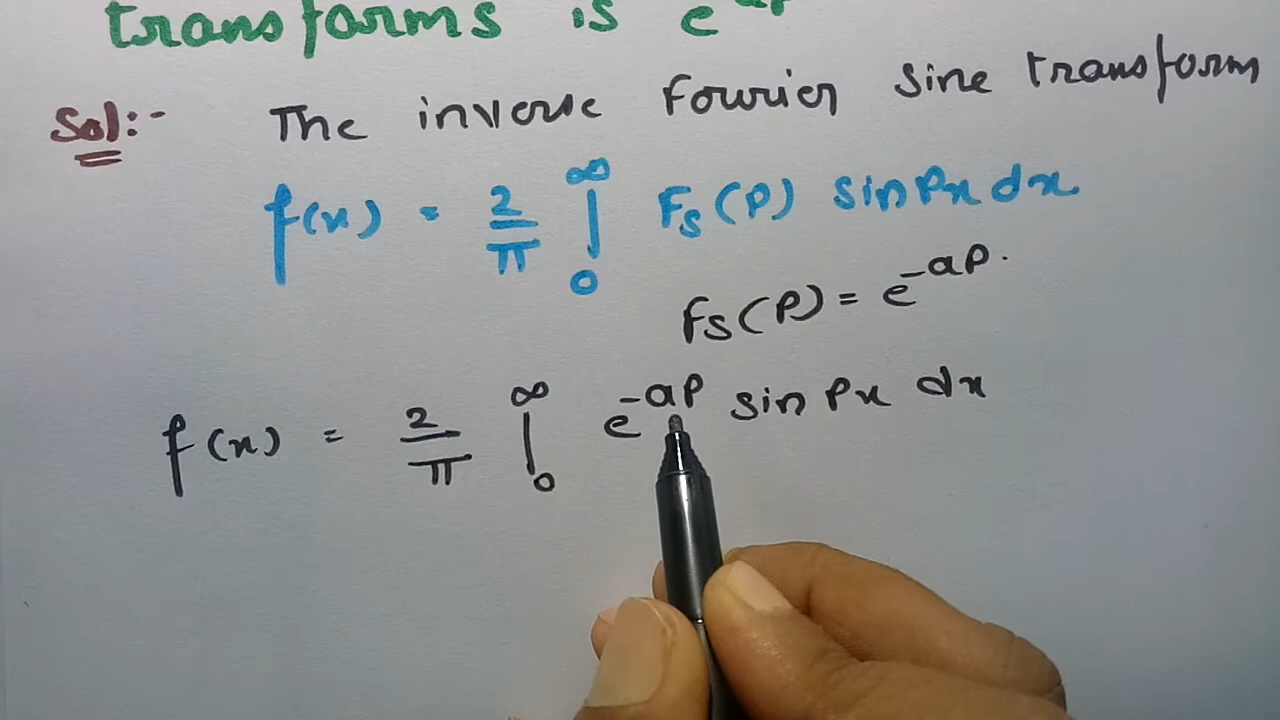 transforms is e
Sol:- The inverse Fourier sine transform
f(x) = 2/π ∫₀^∞ Fs(P) sin Px dx
Fs(P) = e^-aP.
f(x) = 2/π ∫₀^∞ e^-aP sin Px dx